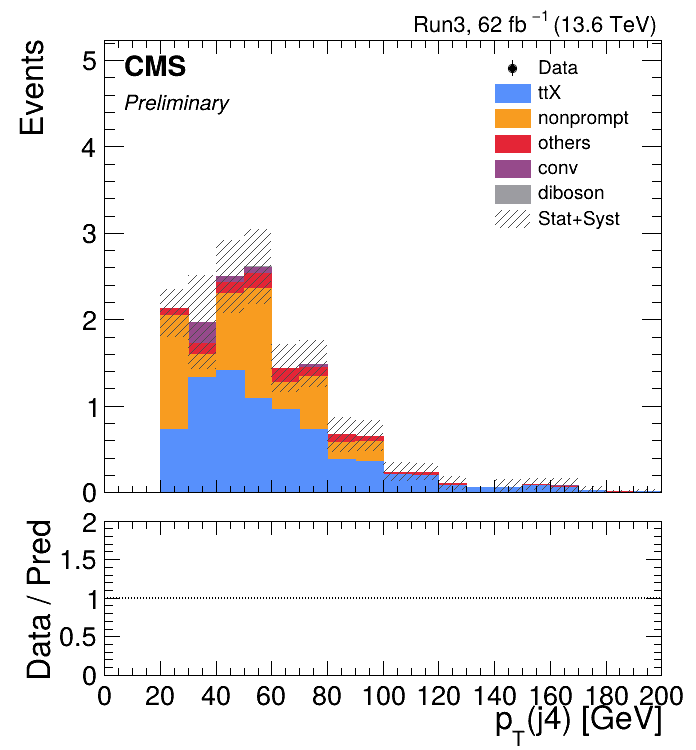 Run3, 62 fb⁻¹ (13.6 TeV)
Events
CMS
Preliminary
Data
ttX
nonprompt
others
conv
diboson
Stat+Syst
5
4
3
2
1
0
Data / Pred
2
1.5
1
0.5
0
0 20 40 60 80 100 120 140 160 180 200
p_T(j4) [GeV]